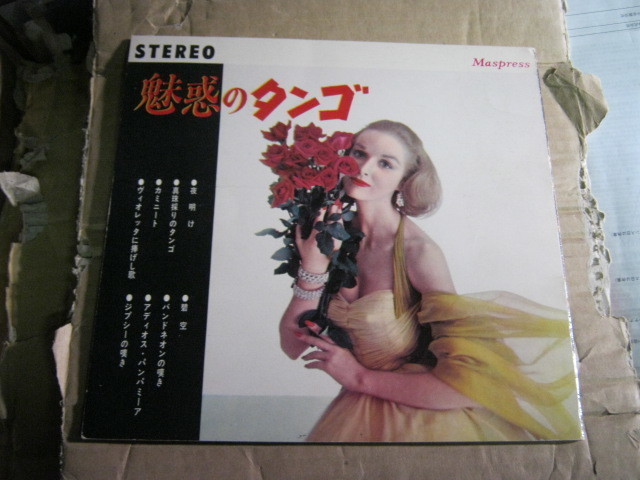 STEREO
Maspress
魅惑のタンゴ
●夜明け
●真珠採りのタンゴ
●カミニート
●ヴィオレッタに捧げし歌
●碧空
●バンドネオンの嘆き
●アディオス・パンパミーア
●ジプシーの嘆き